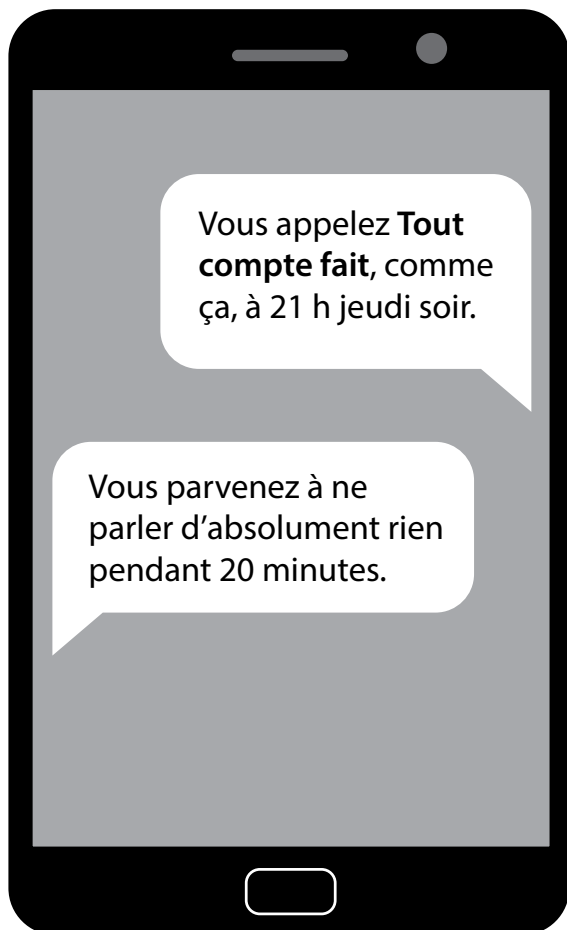 Vous appelez Tout
compte fait, comme
ça, à 21 h jeudi soir.
Vous parvenez à ne
parler d’absolument rien
pendant 20 minutes.